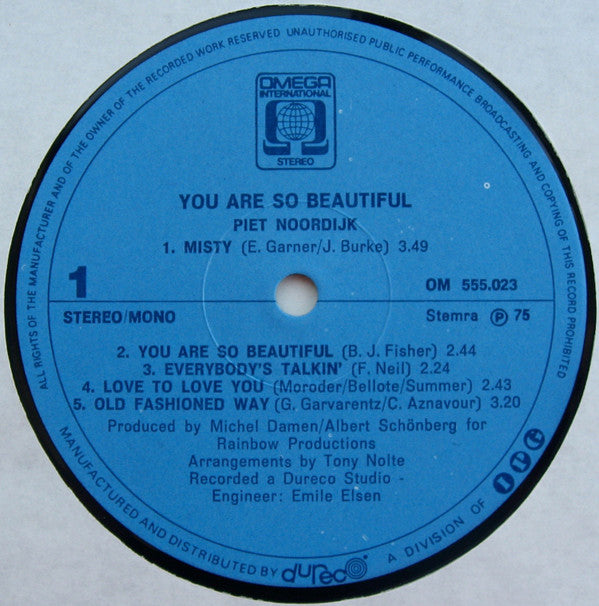 ALL RIGHTS OF THE MANUFACTURER AND OF THE OWNER OF THE RECORDED WORK RESERVED UNAUTHORISED PUBLIC PERFORMANCE BROADCASTING AND COPYING OF THIS RECORD PROHIBITED
OMEGA
INTERNATIONAL
STEREO
YOU ARE SO BEAUTIFUL
PIET NOORDIJK
1. MISTY (E. Garner/J. Burke) 3.49
1
OM 555.023
STEREO/MONO
Stemra ℗ 75
2. YOU ARE SO BEAUTIFUL (B. J. Fisher) 2.44
3. EVERYBODY'S TALKIN' (F. Neil) 2.24
4. LOVE TO LOVE YOU (Moroder/Bellote/Summer) 2.43
5. OLD FASHIONED WAY (G. Garvarentz/C. Aznavour) 3.20
Produced by Michel Damen/Albert Schönberg for
Rainbow Productions
Arrangements by Tony Nolte
Recorded a Dureco Studio -
Engineer: Emile Elsen
MANUFACTURED AND DISTRIBUTED BY dureco A DIVISION OF